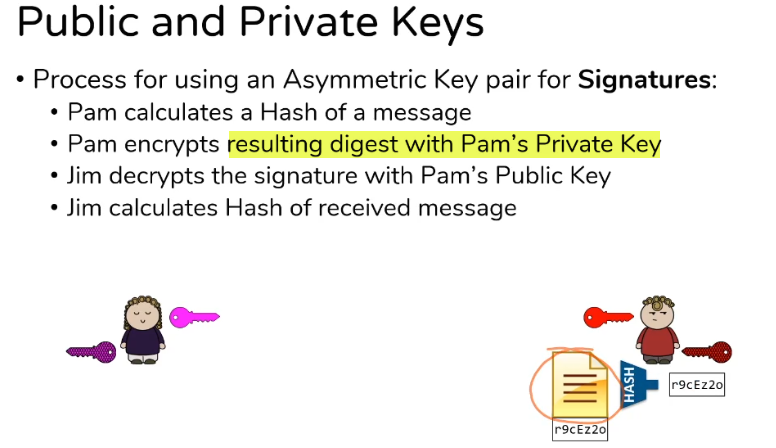 Public and Private Keys
• Process for using an Asymmetric Key pair for Signatures:
• Pam calculates a Hash of a message
• Pam encrypts resulting digest with Pam's Private Key
• Jim decrypts the signature with Pam's Public Key
• Jim calculates Hash of received message
HASH
r9cEz2o
r9cEz2o